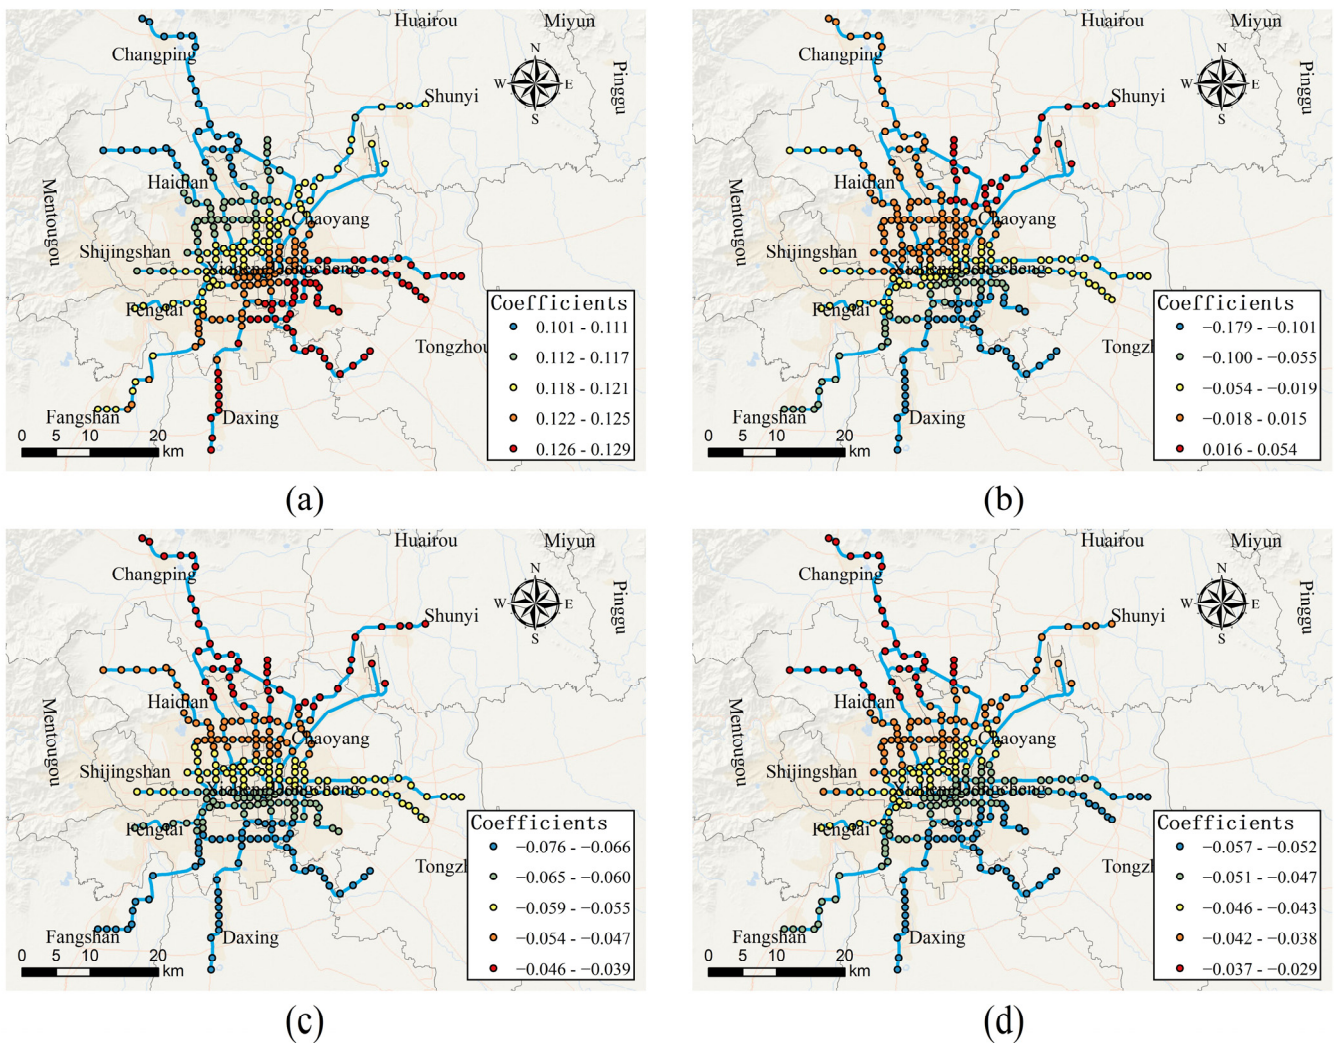 Huairou
Miyun
Changping
Pinggu
N
W
E
S
Shunyi
Haidian
Mentougou
Chaoyang
Shijingshan
Fengtai
Coefficients
0.101 - 0.111
0.112 - 0.117
0.118 - 0.121
0.122 - 0.125
0.126 - 0.129
Tongzhou
Fangshan
Daxing
0 5 10 20
km
(a)
Huairou
Miyun
Changping
Pinggu
N
W
E
S
Shunyi
Haidian
Mentougou
Chaoyang
Shijingshan
Fengtai
Coefficients
−0.179 - −0.101
−0.100 - −0.055
−0.054 - −0.019
−0.018 - 0.015
0.016 - 0.054
Tongzl
Fangshan
Daxing
0 5 10 20
km
(b)
Huairou
Miyun
Changping
Pinggu
N
W
E
S
Shunyi
Haidian
Mentougou
Chaoyang
Shijingshan
Fengtai
Coefficients
−0.076 - −0.066
−0.065 - −0.060
−0.059 - −0.055
−0.054 - −0.047
−0.046 - −0.039
Tongzl
Fangshan
Daxing
0 5 10 20
km
(c)
Huairou
Miyun
Changping
Pinggu
N
W
E
S
Shunyi
Haidian
Mentougou
Chaoyang
Shijingshan
Fengtai
Coefficients
−0.057 - −0.052
−0.051 - −0.047
−0.046 - −0.043
−0.042 - −0.038
−0.037 - −0.029
Tongzl
Fangshan
Daxing
0 5 10 20
km
(d)